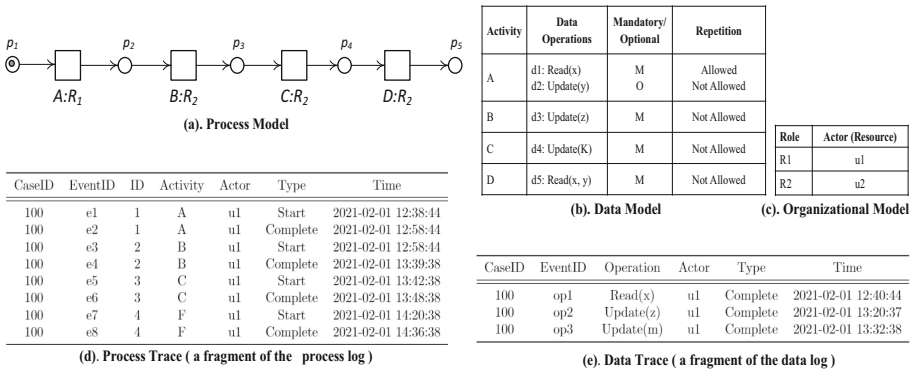 p1 p2 p3 p4 p5
A:R1 B:R2 C:R2 D:R2
(a). Process Model
Activity Data Operations Mandatory/ Optional Repetition
A d1: Read(x) M Allowed
d2: Update(y) O Not Allowed
B d3: Update(z) M Not Allowed
C d4: Update(K) M Not Allowed
D d5: Read(x, y) M Not Allowed
(b). Data Model
Role Actor (Resource)
R1 u1
R2 u2
(c). Organizational Model
CaseID EventID ID Activity Actor Type Time
100 e1 1 A u1 Start 2021-02-01 12:38:44
100 e2 1 A u1 Complete 2021-02-01 12:58:44
100 e3 2 B u1 Start 2021-02-01 12:58:44
100 e4 2 B u1 Complete 2021-02-01 13:39:38
100 e5 3 C u1 Start 2021-02-01 13:42:38
100 e6 3 C u1 Complete 2021-02-01 13:48:38
100 e7 4 F u1 Start 2021-02-01 14:20:38
100 e8 4 F u1 Complete 2021-02-01 14:36:38
(d). Process Trace ( a fragment of the process log )
CaseID EventID Operation Actor Type Time
100 op1 Read(x) u1 Complete 2021-02-01 12:40:44
100 op2 Update(z) u1 Complete 2021-02-01 13:20:37
100 op3 Update(m) u1 Complete 2021-02-01 13:32:38
(e). Data Trace ( a fragment of the data log )